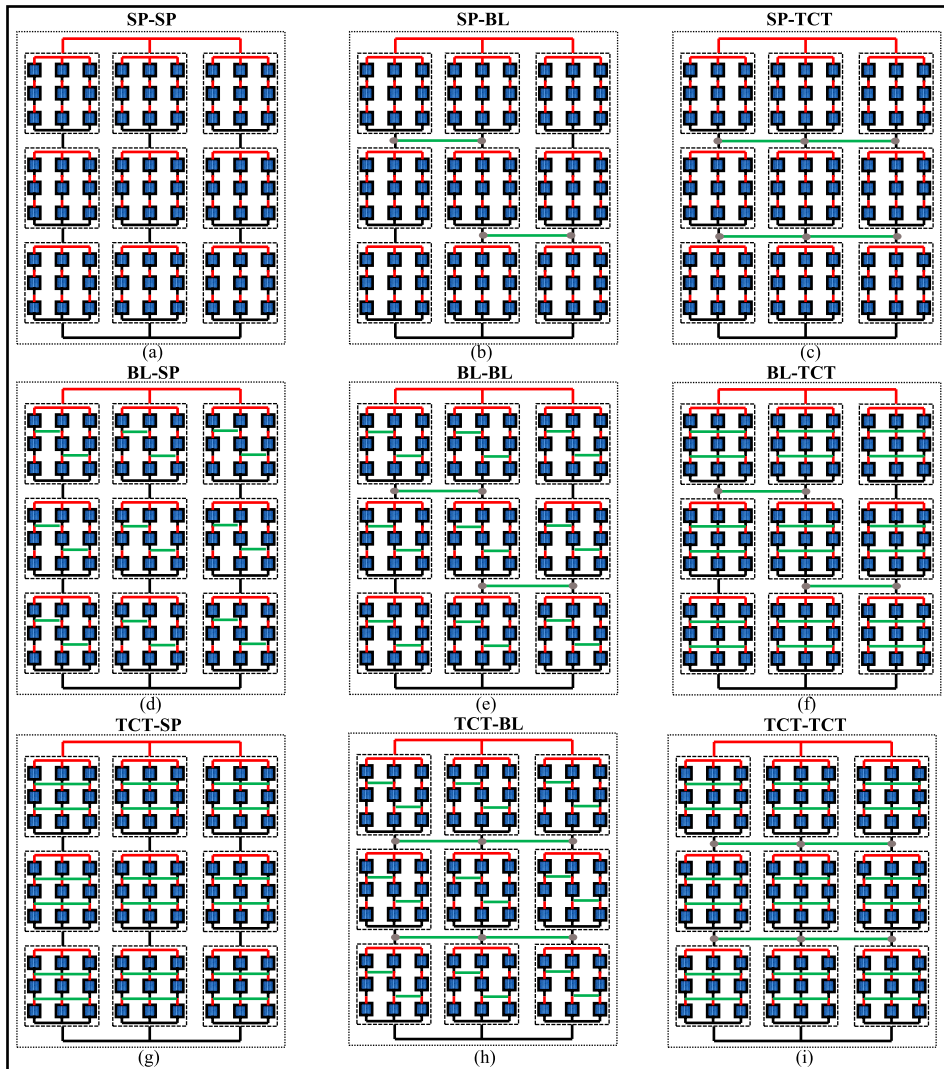 SP-SP SP-BL SP-TCT
(a) (b) (c)
BL-SP BL-BL BL-TCT
(d) (e) (f)
TCT-SP TCT-BL TCT-TCT
(g) (h) (i)